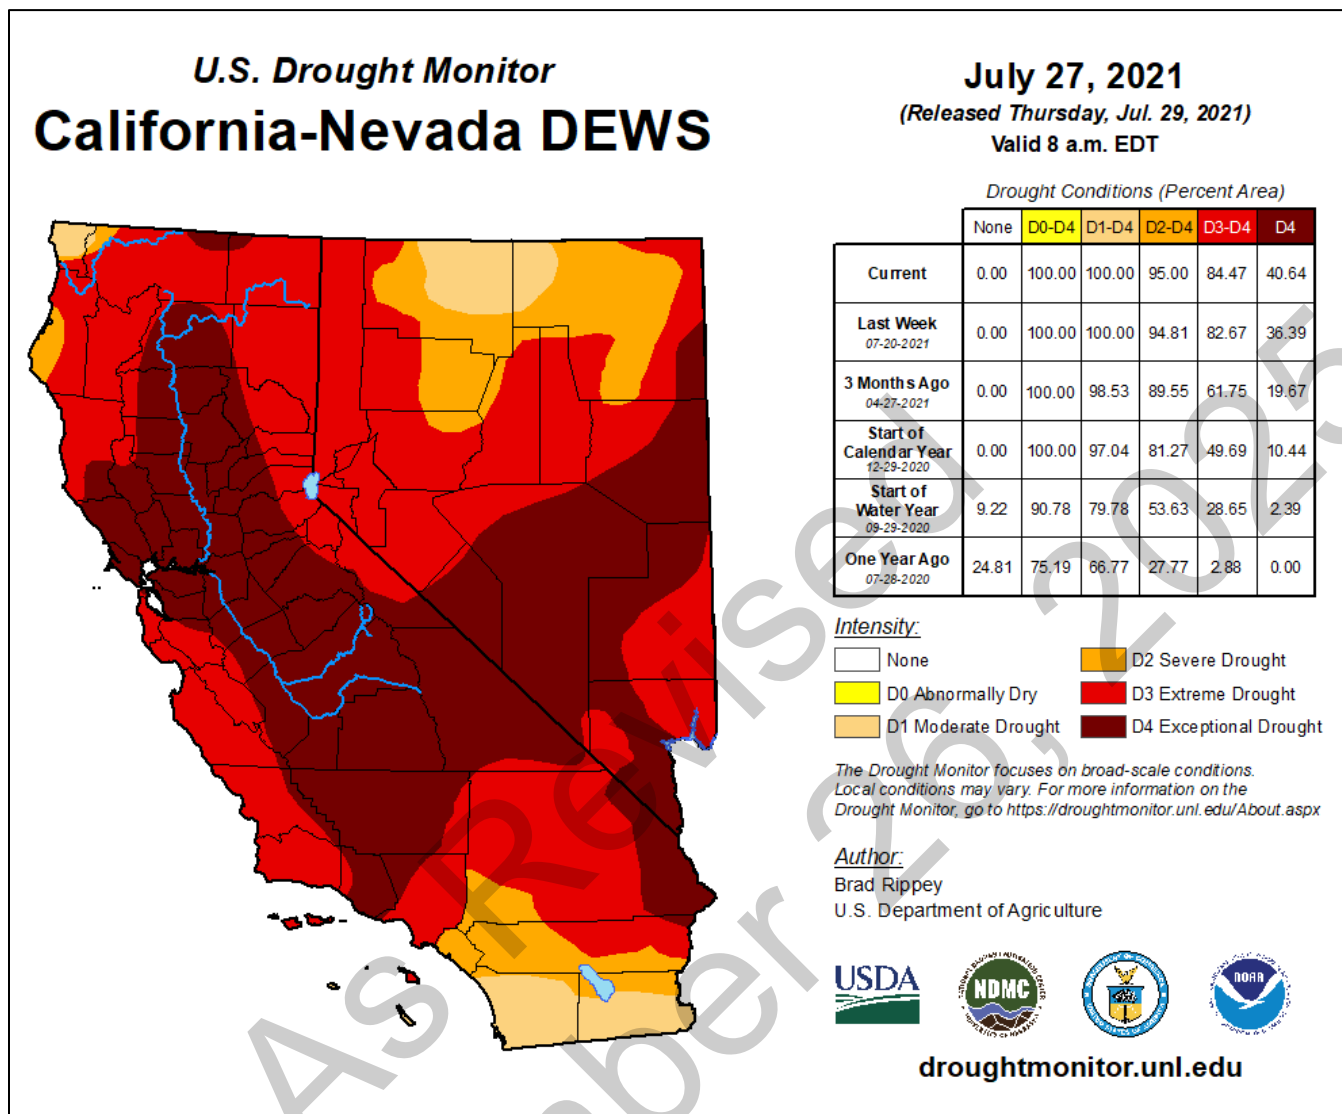 U.S. Drought Monitor
California-Nevada DEWS
July 27, 2021
(Released Thursday, Jul. 29, 2021)
Valid 8 a.m. EDT
Drought Conditions (Percent Area)
None D0-D4 D1-D4 D2-D4 D3-D4 D4
Current 0.00 100.00 100.00 95.00 84.47 40.64
Last Week
07-20-2021 0.00 100.00 100.00 94.81 82.67 36.39
3 Months Ago
04-27-2021 0.00 100.00 98.53 89.55 61.75 19.67
Start of
Calendar Year
12-29-2020 0.00 100.00 97.04 81.27 49.69 10.44
Start of
Water Year
09-29-2020 9.22 90.78 79.78 53.63 28.65 2.39
One Year Ago
07-28-2020 24.81 75.19 66.77 27.77 2.88 0.00
Intensity:
None
D0 Abnormally Dry
D1 Moderate Drought
D2 Severe Drought
D3 Extreme Drought
D4 Exceptional Drought
The Drought Monitor focuses on broad-scale conditions.
Local conditions may vary. For more information on the
Drought Monitor, go to https://droughtmonitor.unl.edu/About.aspx
Author:
Brad Rippey
U.S. Department of Agriculture
USDA
NDMC
NOAA
droughtmonitor.unl.edu
As Revised
26, 2025